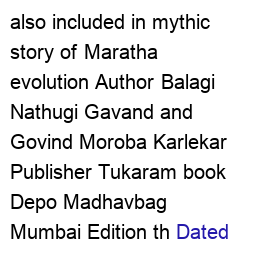 also included in mythic
story of Maratha
evolution Author Balagi
Nathugi Gavand and
Govind Moroba Karlekar
Publisher Tukaram book
Depo Madhavbag
Mumbai Edition th Dated